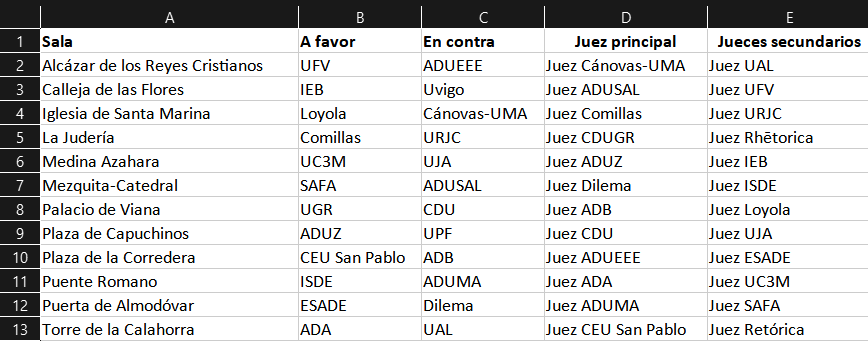 A B C D E
1 Sala A favor En contra Juez principal Jueces secundarios
2 Alcázar de los Reyes Cristianos UFV ADUEEE Juez Cánovas-UMA Juez UAL
3 Calleja de las Flores IEB Uvigo Juez ADUSAL Juez UFV
4 Iglesia de Santa Marina Loyola Cánovas-UMA Juez Comillas Juez URJC
5 La Judería Comillas URJC Juez CDUGR Juez Rhētorica
6 Medina Azahara UC3M UJA Juez ADUZ Juez IEB
7 Mezquita-Catedral SAFA ADUSAL Juez Dilema Juez ISDE
8 Palacio de Viana UGR CDU Juez ADB Juez Loyola
9 Plaza de Capuchinos ADUZ UPF Juez CDU Juez UJA
10 Plaza de la Corredera CEU San Pablo ADB Juez ADUEEE Juez ESADE
11 Puente Romano ISDE ADUMA Juez ADA Juez UC3M
12 Puerta de Almodóvar ESADE Dilema Juez ADUMA Juez SAFA
13 Torre de la Calahorra ADA UAL Juez CEU San Pablo Juez Retórica